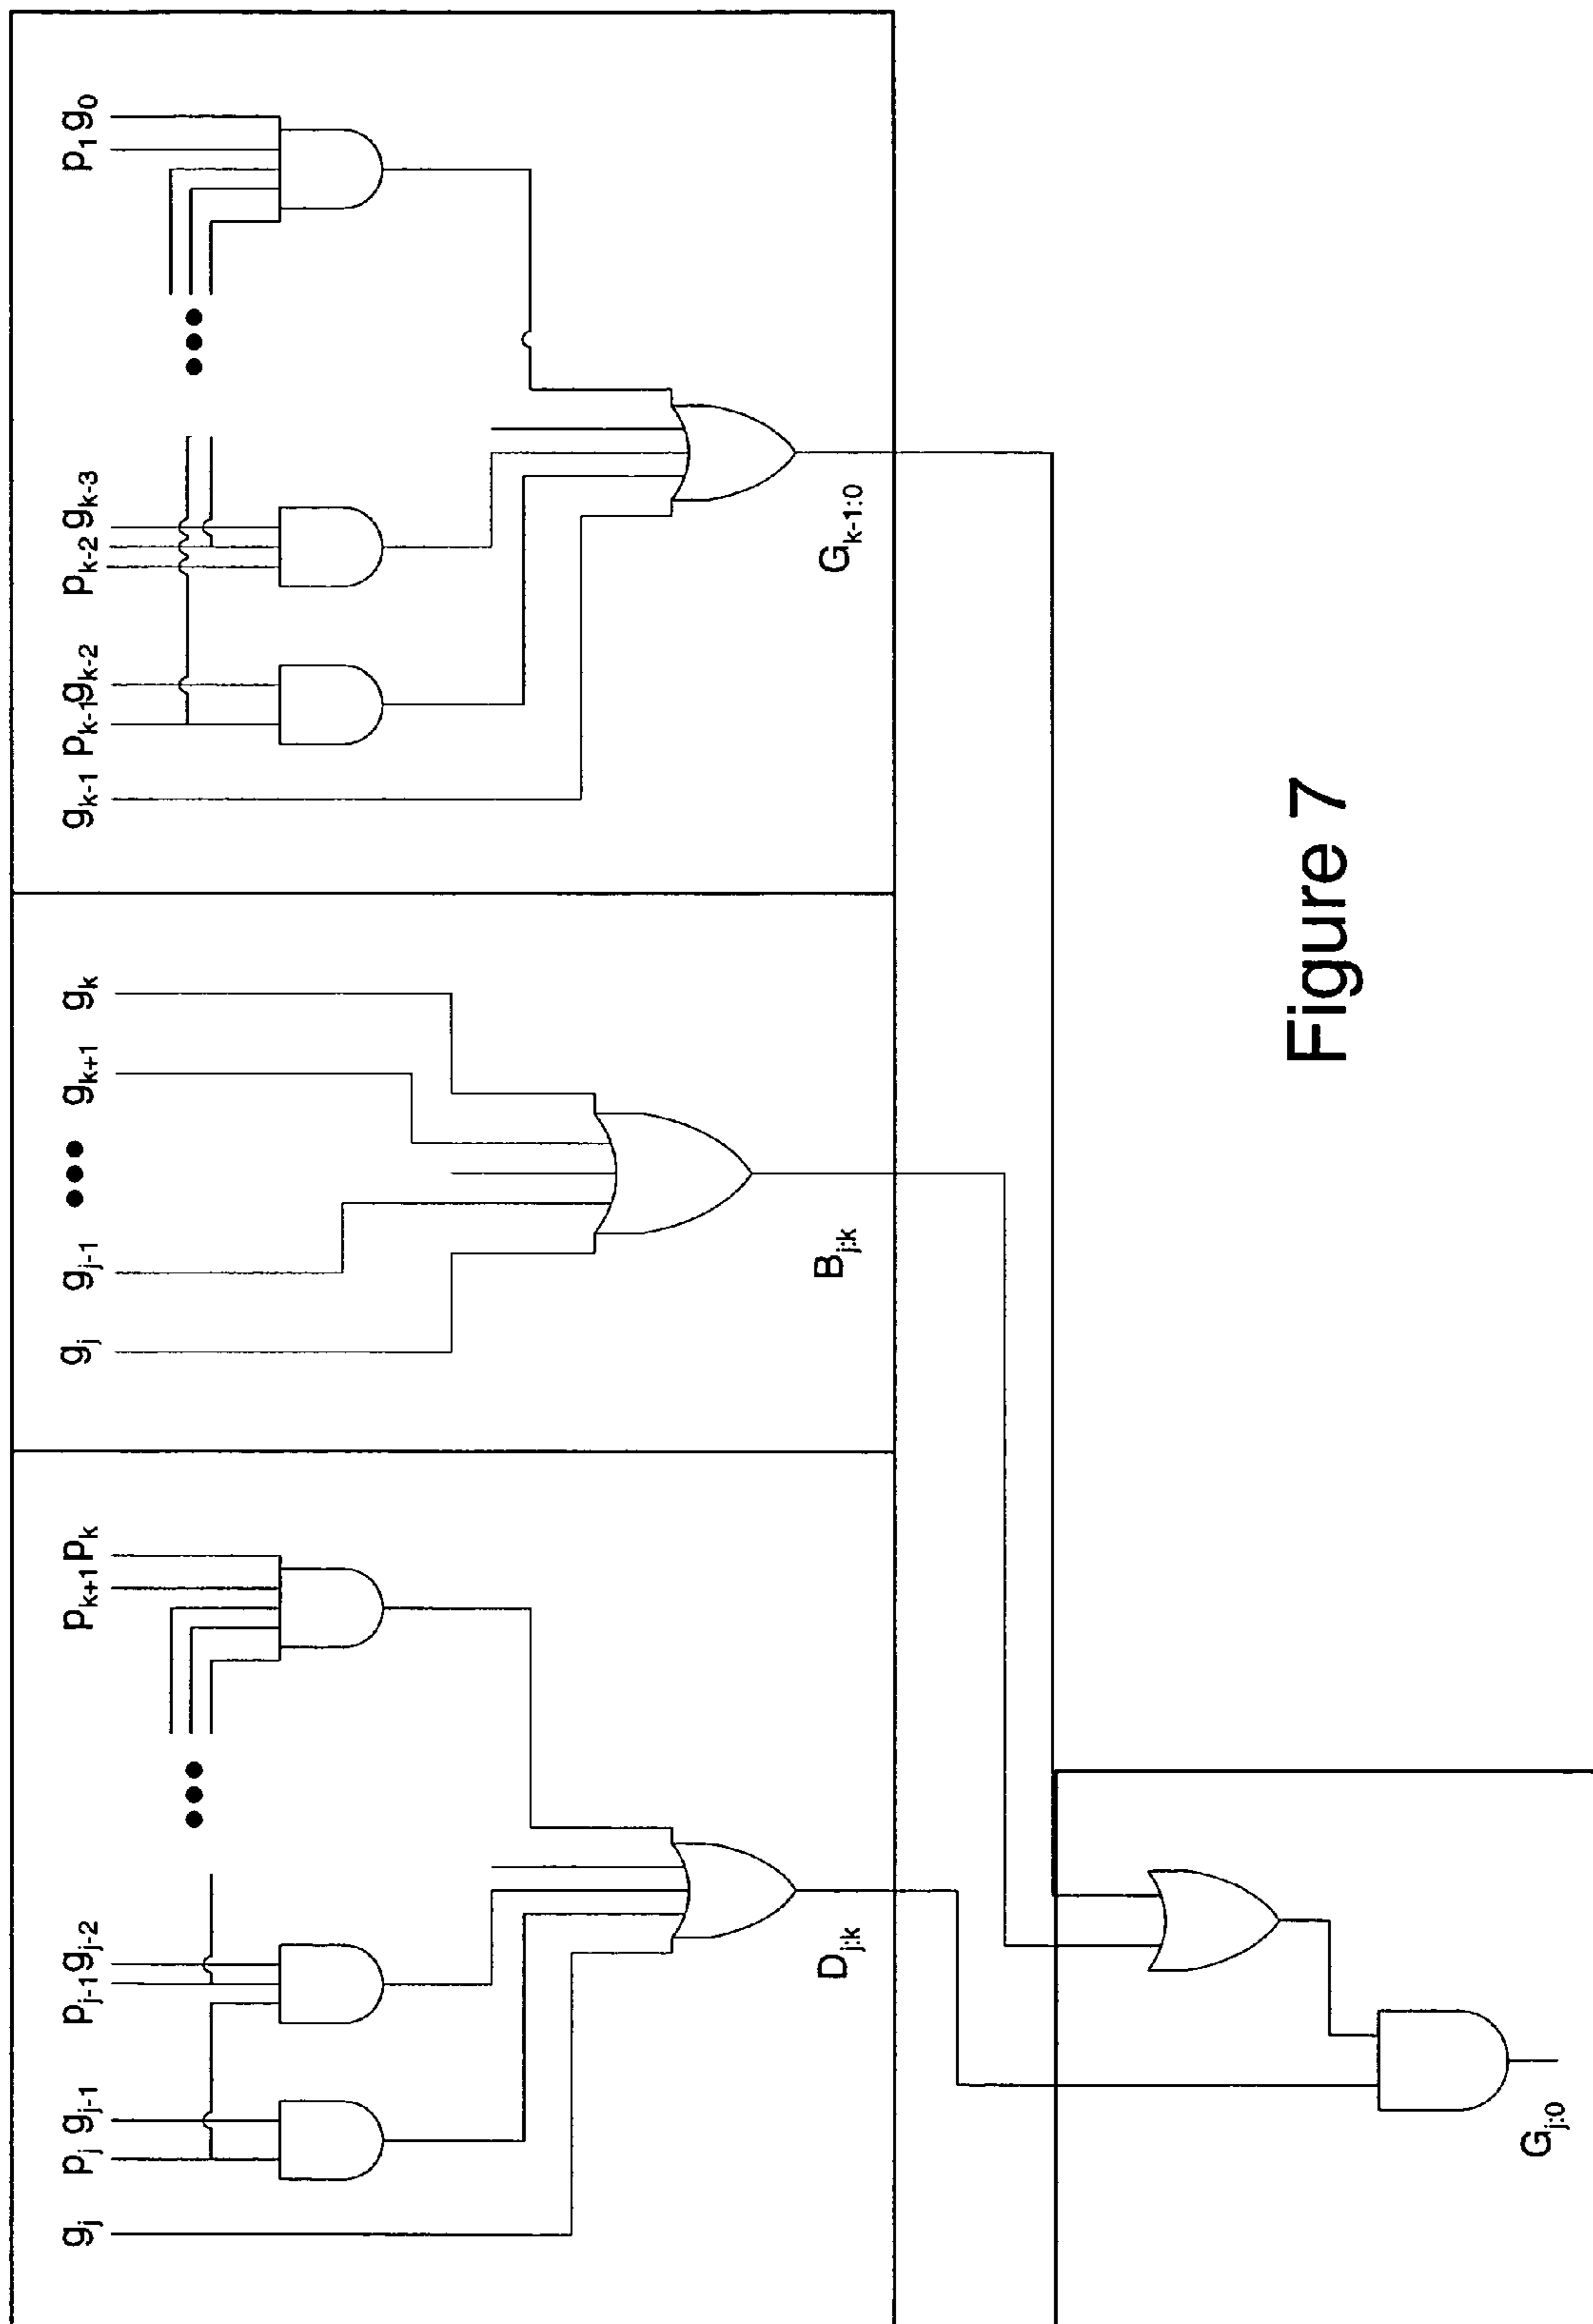 gj pj gj-1 pj-1 gj-2 ••• pk+1 pk
gj gj-1 ••• gk+1 gk
gk-1 pk-1 gk-2 pk-2 gk-3 ••• p1 g0
Dj:k
Bj:k
Gk-1:0
Figure 7
Gj:0